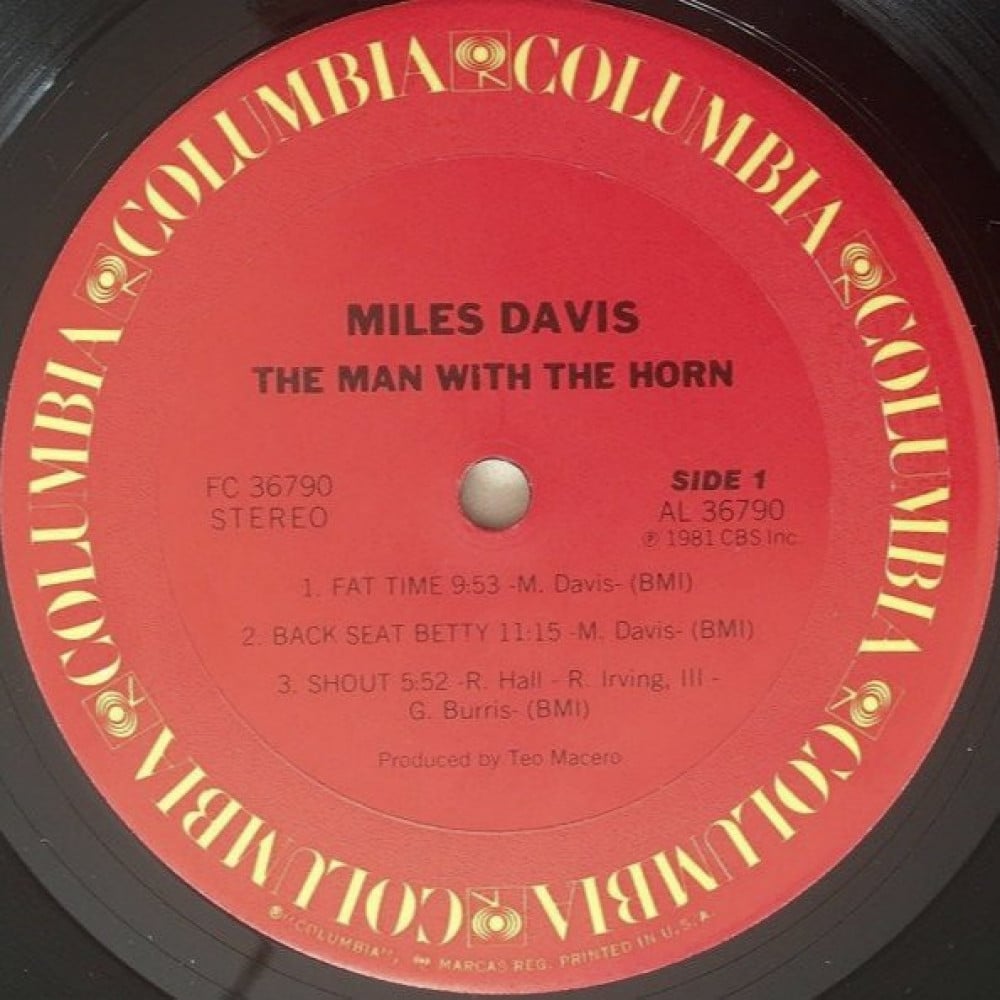 COLUMBIA COLUMBIA COLUMBIA COLUMBIA COLUMBIA COLUMBIA
MILES DAVIS
THE MAN WITH THE HORN
FC 36790
STEREO
SIDE 1
AL 36790
℗ 1981 CBS Inc.
1. FAT TIME 9:53 -M. Davis- (BMI)
2. BACK SEAT BETTY 11:15 -M. Davis- (BMI)
3. SHOUT 5:52 -R. Hall - R. Irving, III -
G. Burris- (BMI)
Produced by Teo Macero
® "COLUMBIA", MARCAS REG. PRINTED IN U.S.A.